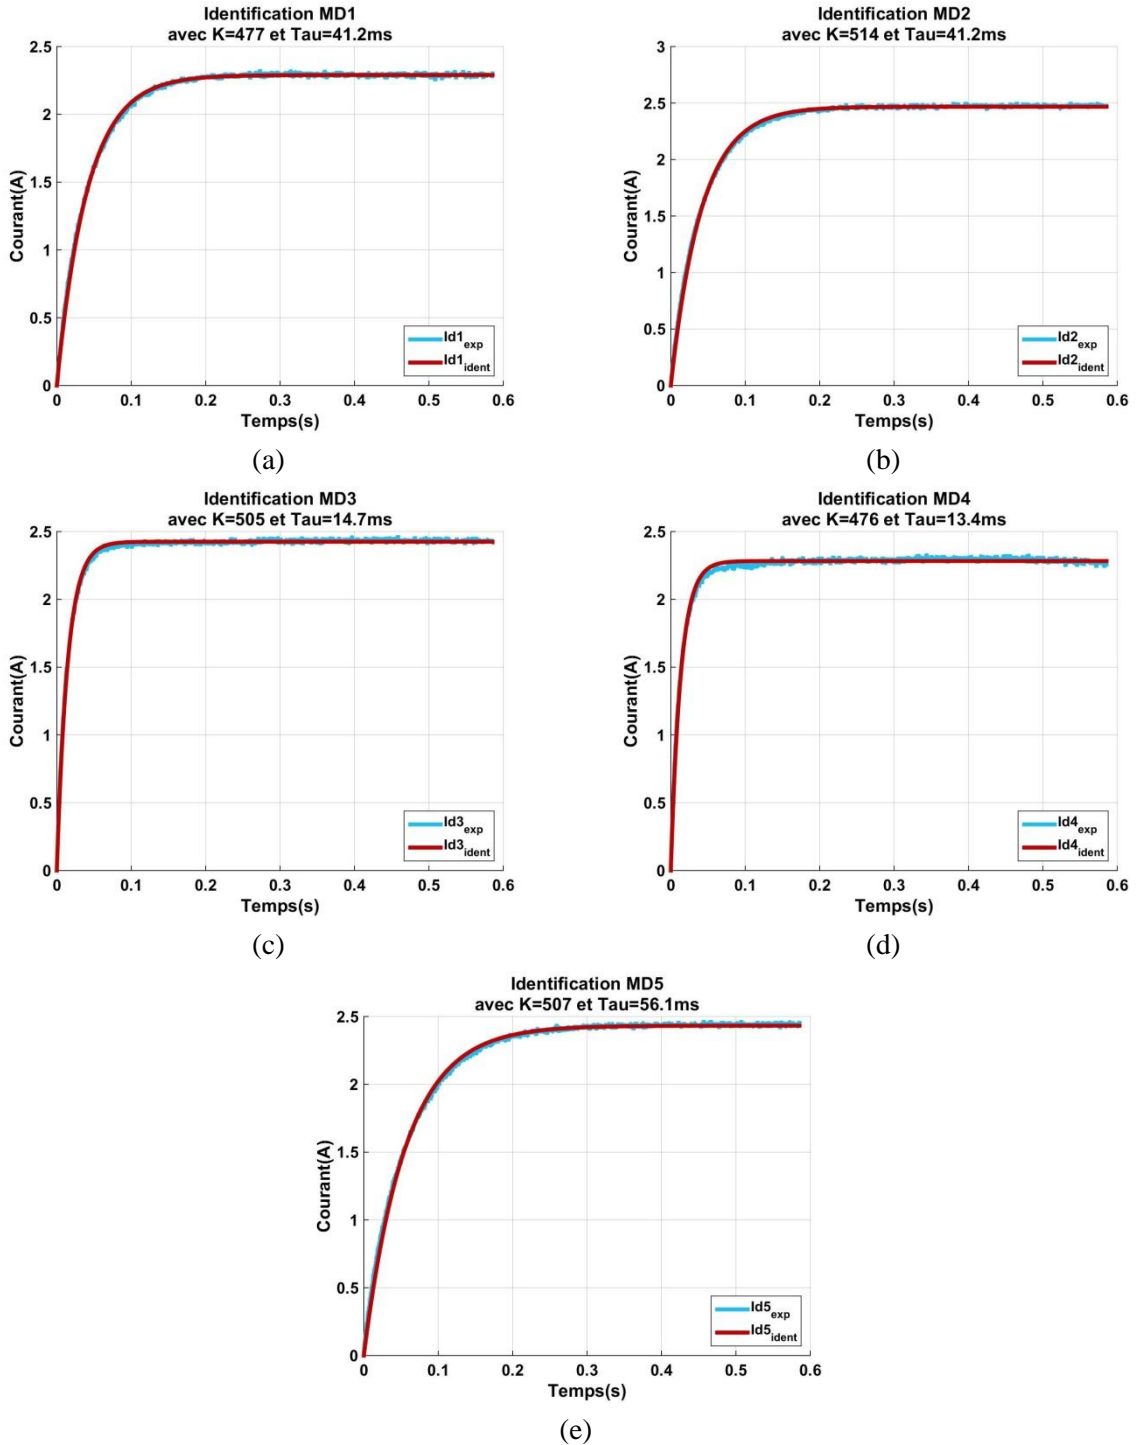 Identification MD1
avec K=477 et Tau=41.2ms
2.5
2
1.5
1
0.5
0
Courant(A)
0 0.1 0.2 0.3 0.4 0.5 0.6
Temps(s)
Id1exp
Id1ident
(a)
Identification MD2
avec K=514 et Tau=41.2ms
3
2.5
2
1.5
1
0.5
0
Courant(A)
0 0.1 0.2 0.3 0.4 0.5 0.6
Temps(s)
Id2exp
Id2ident
(b)
Identification MD3
avec K=505 et Tau=14.7ms
2.5
2
1.5
1
0.5
0
Courant(A)
0 0.1 0.2 0.3 0.4 0.5 0.6
Temps(s)
Id3exp
Id3ident
(c)
Identification MD4
avec K=476 et Tau=13.4ms
2.5
2
1.5
1
0.5
0
Courant(A)
0 0.1 0.2 0.3 0.4 0.5 0.6
Temps(s)
Id4exp
Id4ident
(d)
Identification MD5
avec K=507 et Tau=56.1ms
2.5
2
1.5
1
0.5
0
Courant(A)
0 0.1 0.2 0.3 0.4 0.5 0.6
Temps(s)
Id5exp
Id5ident
(e)